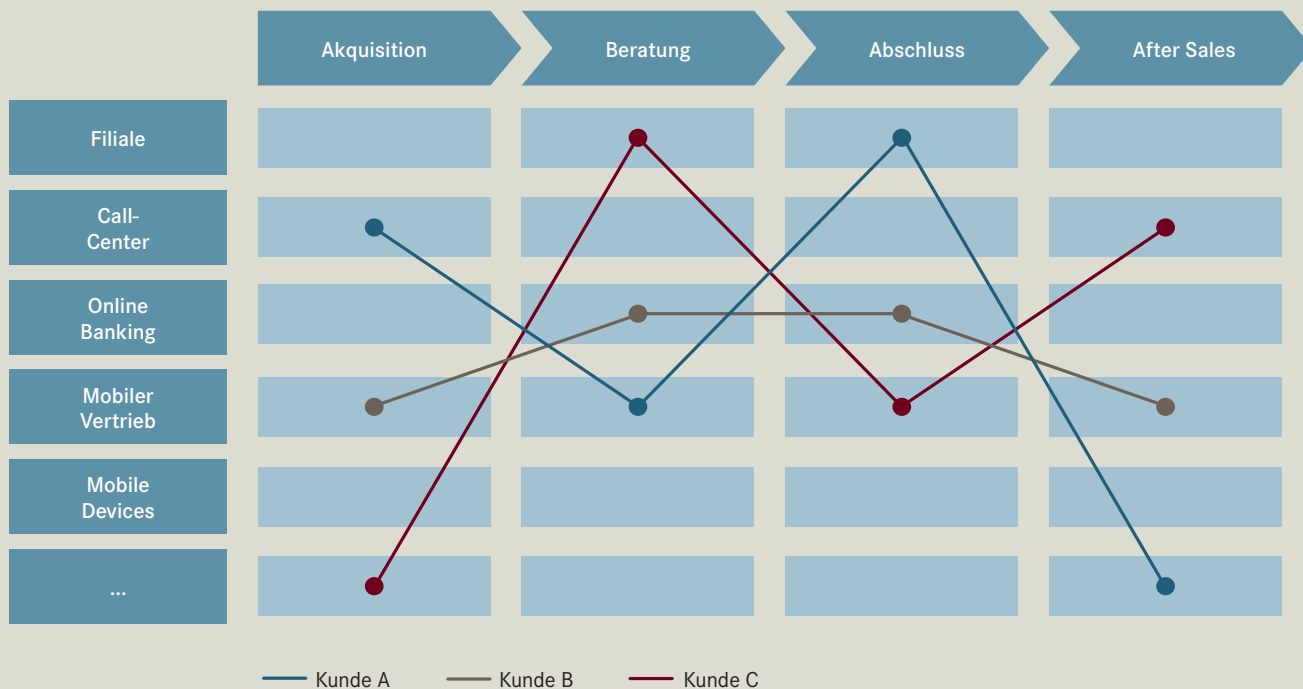 Akquisition
Beratung
Abschluss
After Sales
Filiale
Call-
Center
Online
Banking
Mobiler
Vertrieb
Mobile
Devices
...
Kunde A
Kunde B
Kunde C